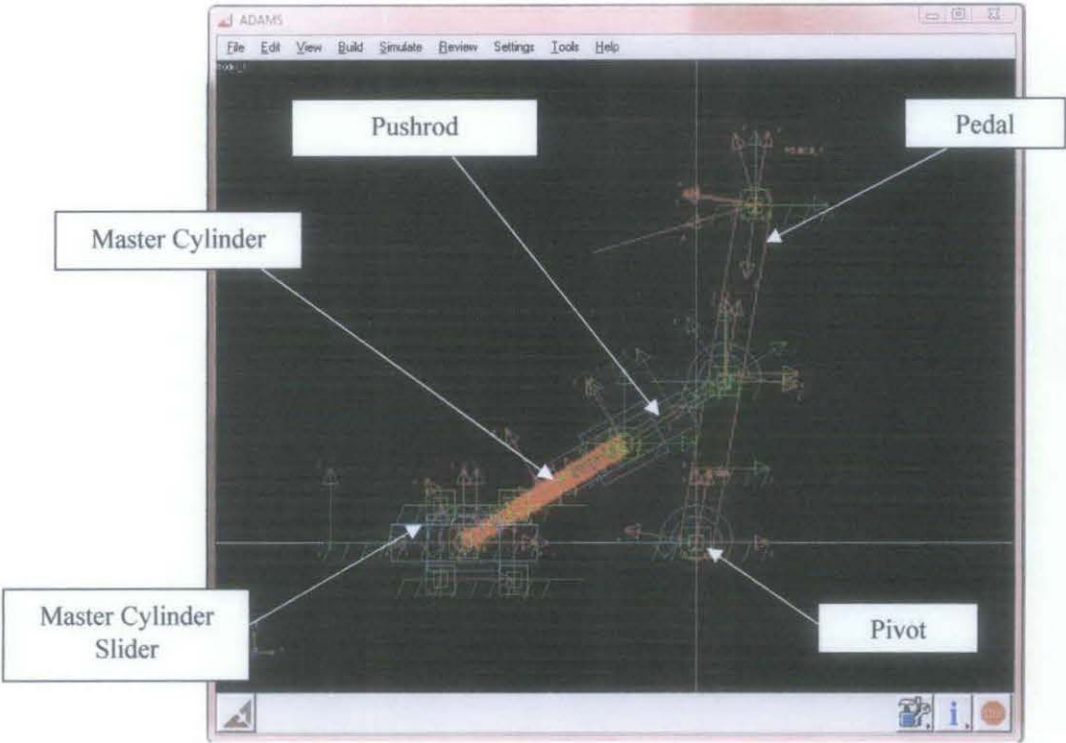 ADAMS
File Edit View Build Simulate Review Settings Tools Help
Pushrod
Pedal
Master Cylinder
Master Cylinder
Slider
Pivot